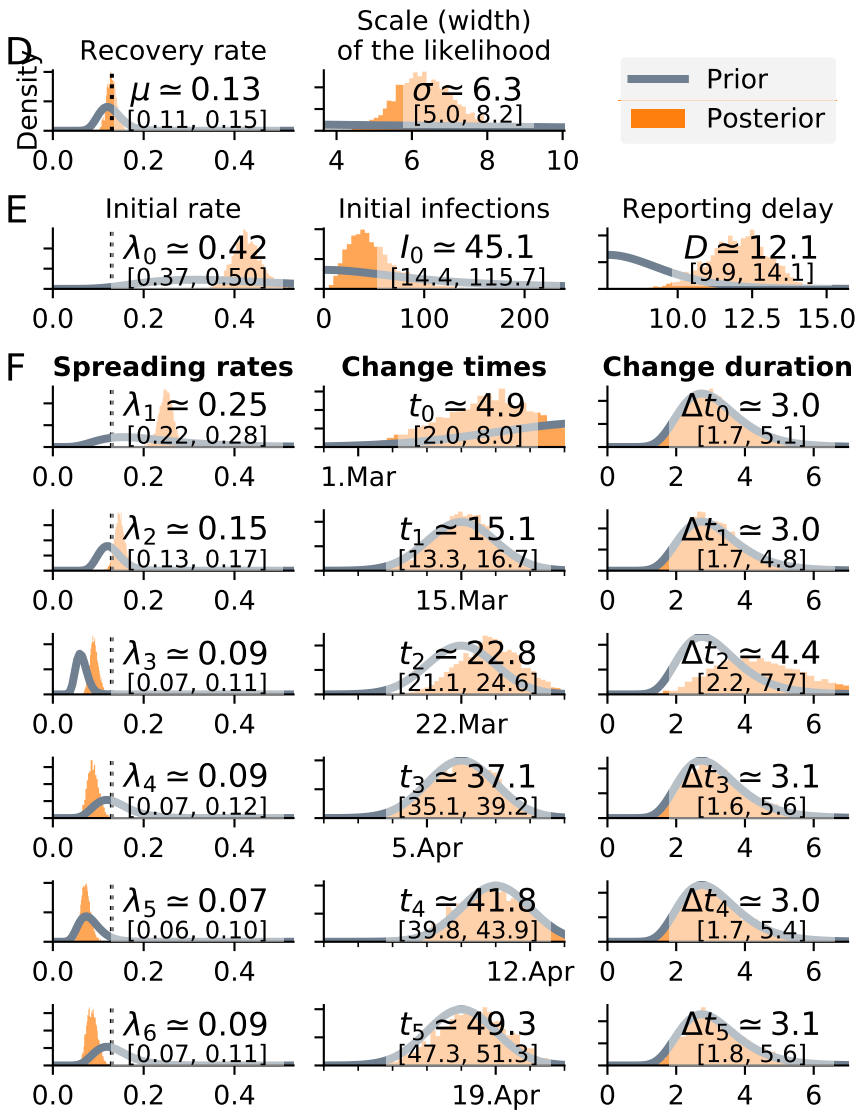 D
Recovery rate
Scale (width)
of the likelihood
Density
μ ≃ 0.13
[0.11, 0.15]
σ ≃ 6.3
[5.0, 8.2]
Prior
Posterior
0.0 0.2 0.4
4 6 8 10
E
Initial rate
Initial infections
Reporting delay
λ0 ≃ 0.42
[0.37, 0.50]
I0 ≃ 45.1
[14.4, 115.7]
D ≃ 12.1
[9.9, 14.1]
0.0 0.2 0.4
0 100 200
10.0 12.5 15.0
F
Spreading rates
Change times
Change duration
λ1 ≃ 0.25
[0.22, 0.28]
t0 ≃ 4.9
[2.0, 8.0]
Δt0 ≃ 3.0
[1.7, 5.1]
0.0 0.2 0.4
1.Mar
0 2 4 6
λ2 ≃ 0.15
[0.13, 0.17]
t1 ≃ 15.1
[13.3, 16.7]
Δt1 ≃ 3.0
[1.7, 4.8]
0.0 0.2 0.4
15.Mar
0 2 4 6
λ3 ≃ 0.09
[0.07, 0.11]
t2 ≃ 22.8
[21.1, 24.6]
Δt2 ≃ 4.4
[2.2, 7.7]
0.0 0.2 0.4
22.Mar
0 2 4 6
λ4 ≃ 0.09
[0.07, 0.12]
t3 ≃ 37.1
[35.1, 39.2]
Δt3 ≃ 3.1
[1.6, 5.6]
0.0 0.2 0.4
5.Apr
0 2 4 6
λ5 ≃ 0.07
[0.06, 0.10]
t4 ≃ 41.8
[39.8, 43.9]
Δt4 ≃ 3.0
[1.7, 5.4]
0.0 0.2 0.4
12.Apr
0 2 4 6
λ6 ≃ 0.09
[0.07, 0.11]
t5 ≃ 49.3
[47.3, 51.3]
Δt5 ≃ 3.1
[1.8, 5.6]
0.0 0.2 0.4
19.Apr
0 2 4 6